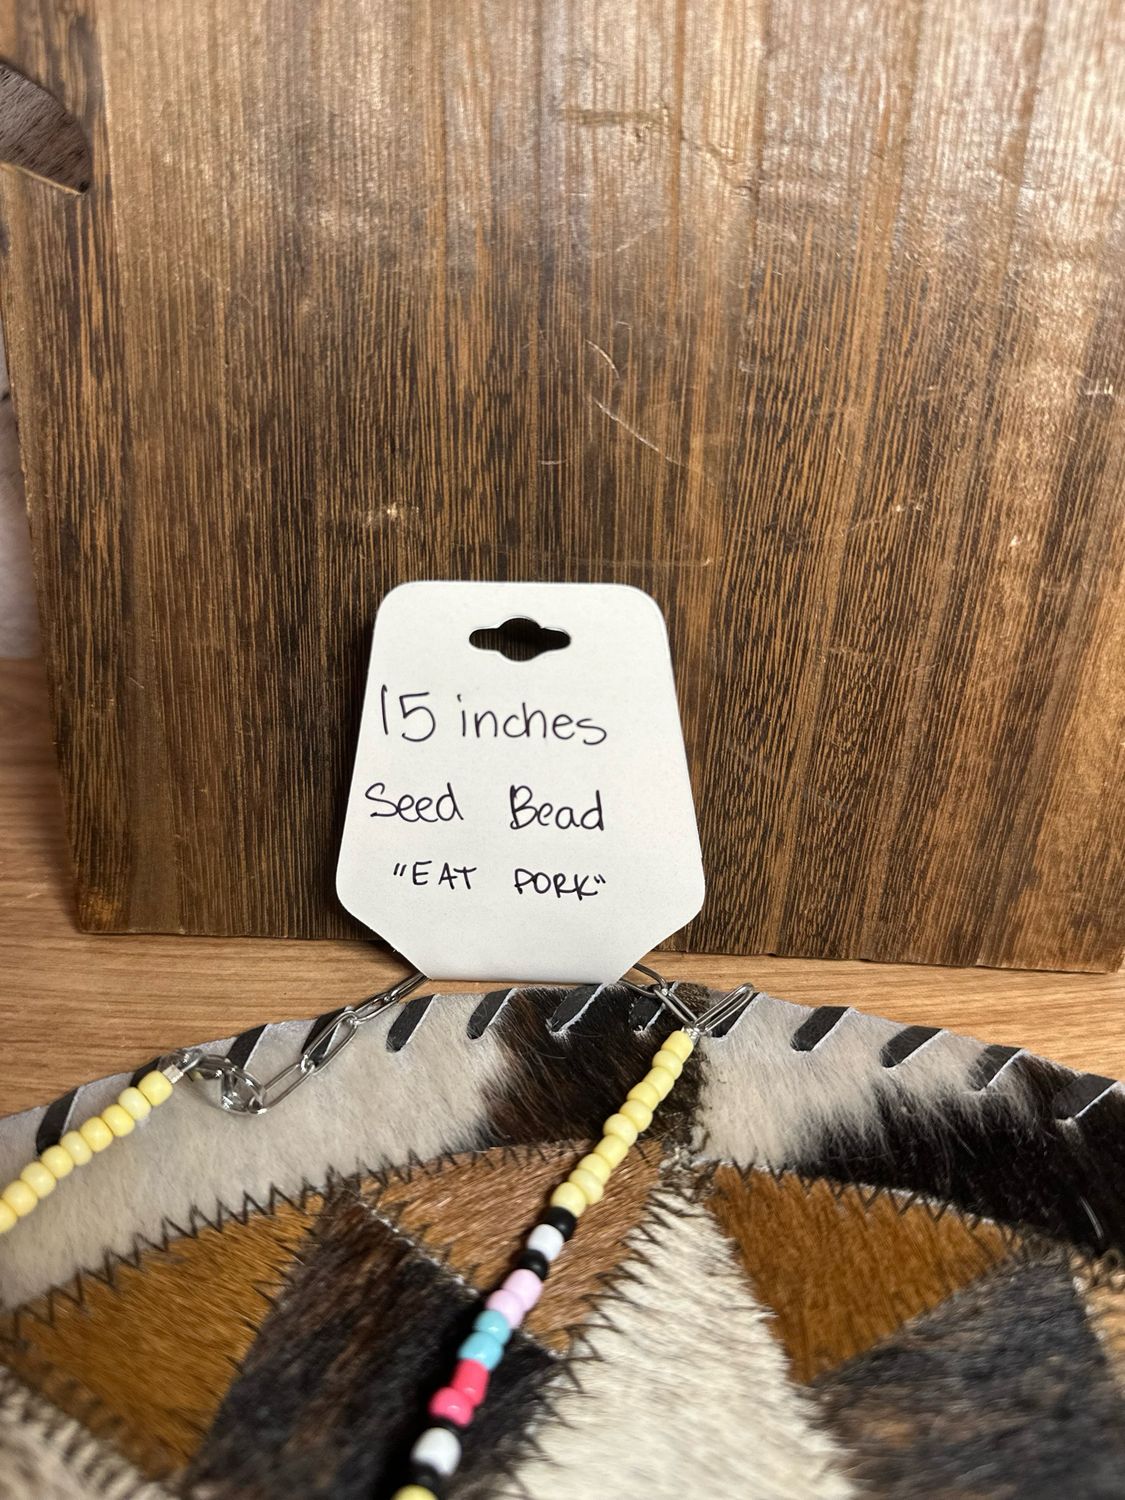 15 inches
Seed Bead
"EAT PORK"